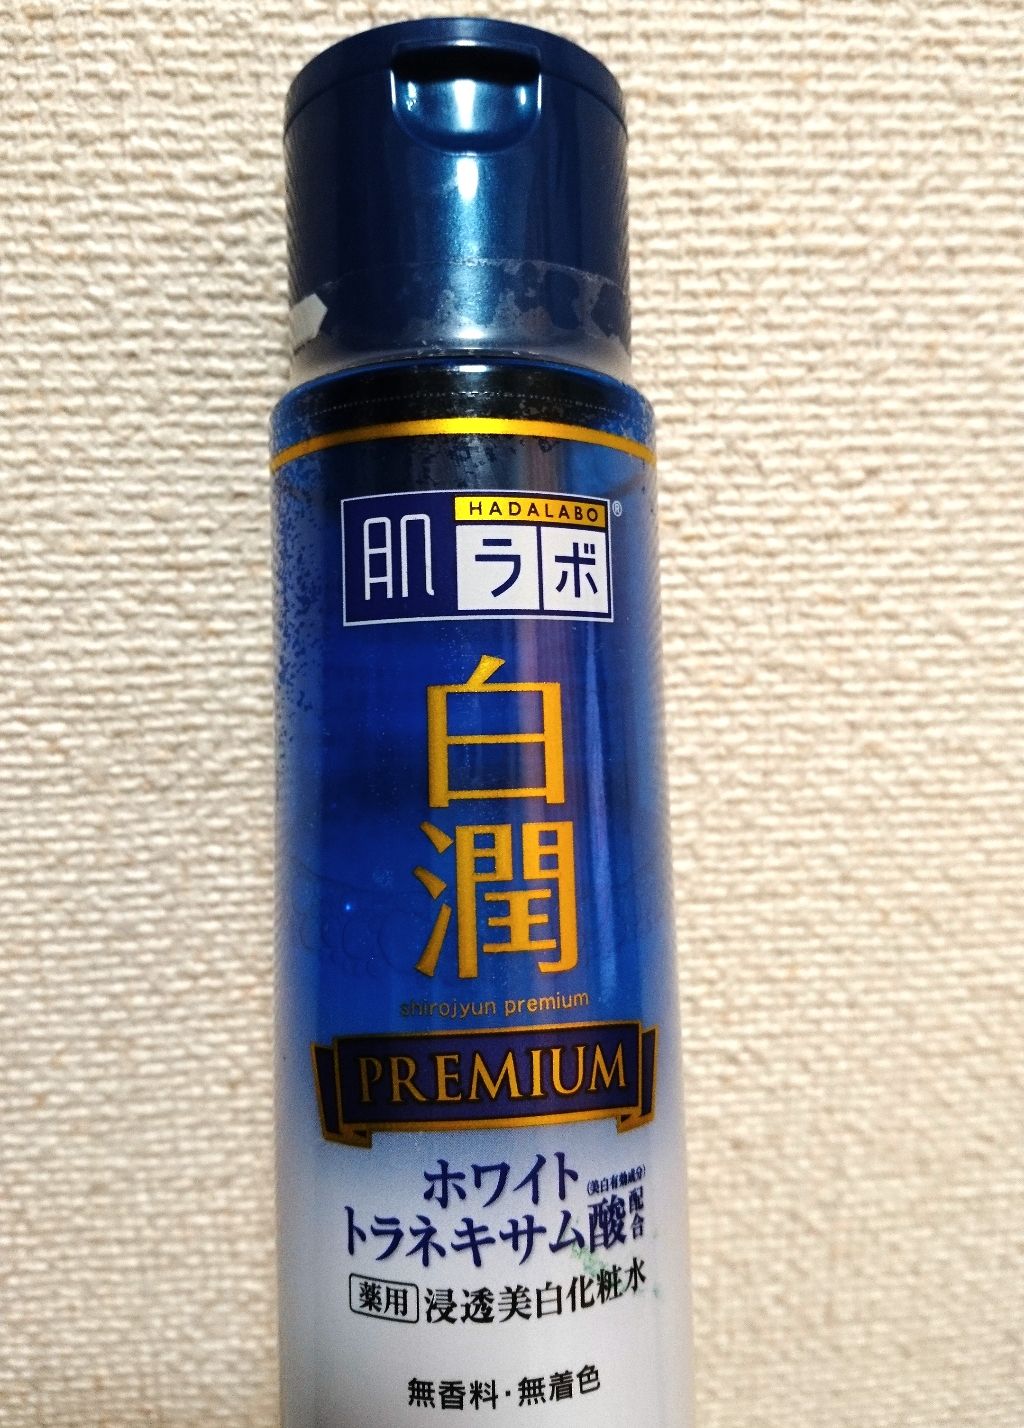 HADALABO
肌ラボ®
白潤
shirojyun premium
PREMIUM
ホワイト
(美白有効成分)
トラネキサム酸配合
薬用 浸透美白化粧水
無香料・無着色